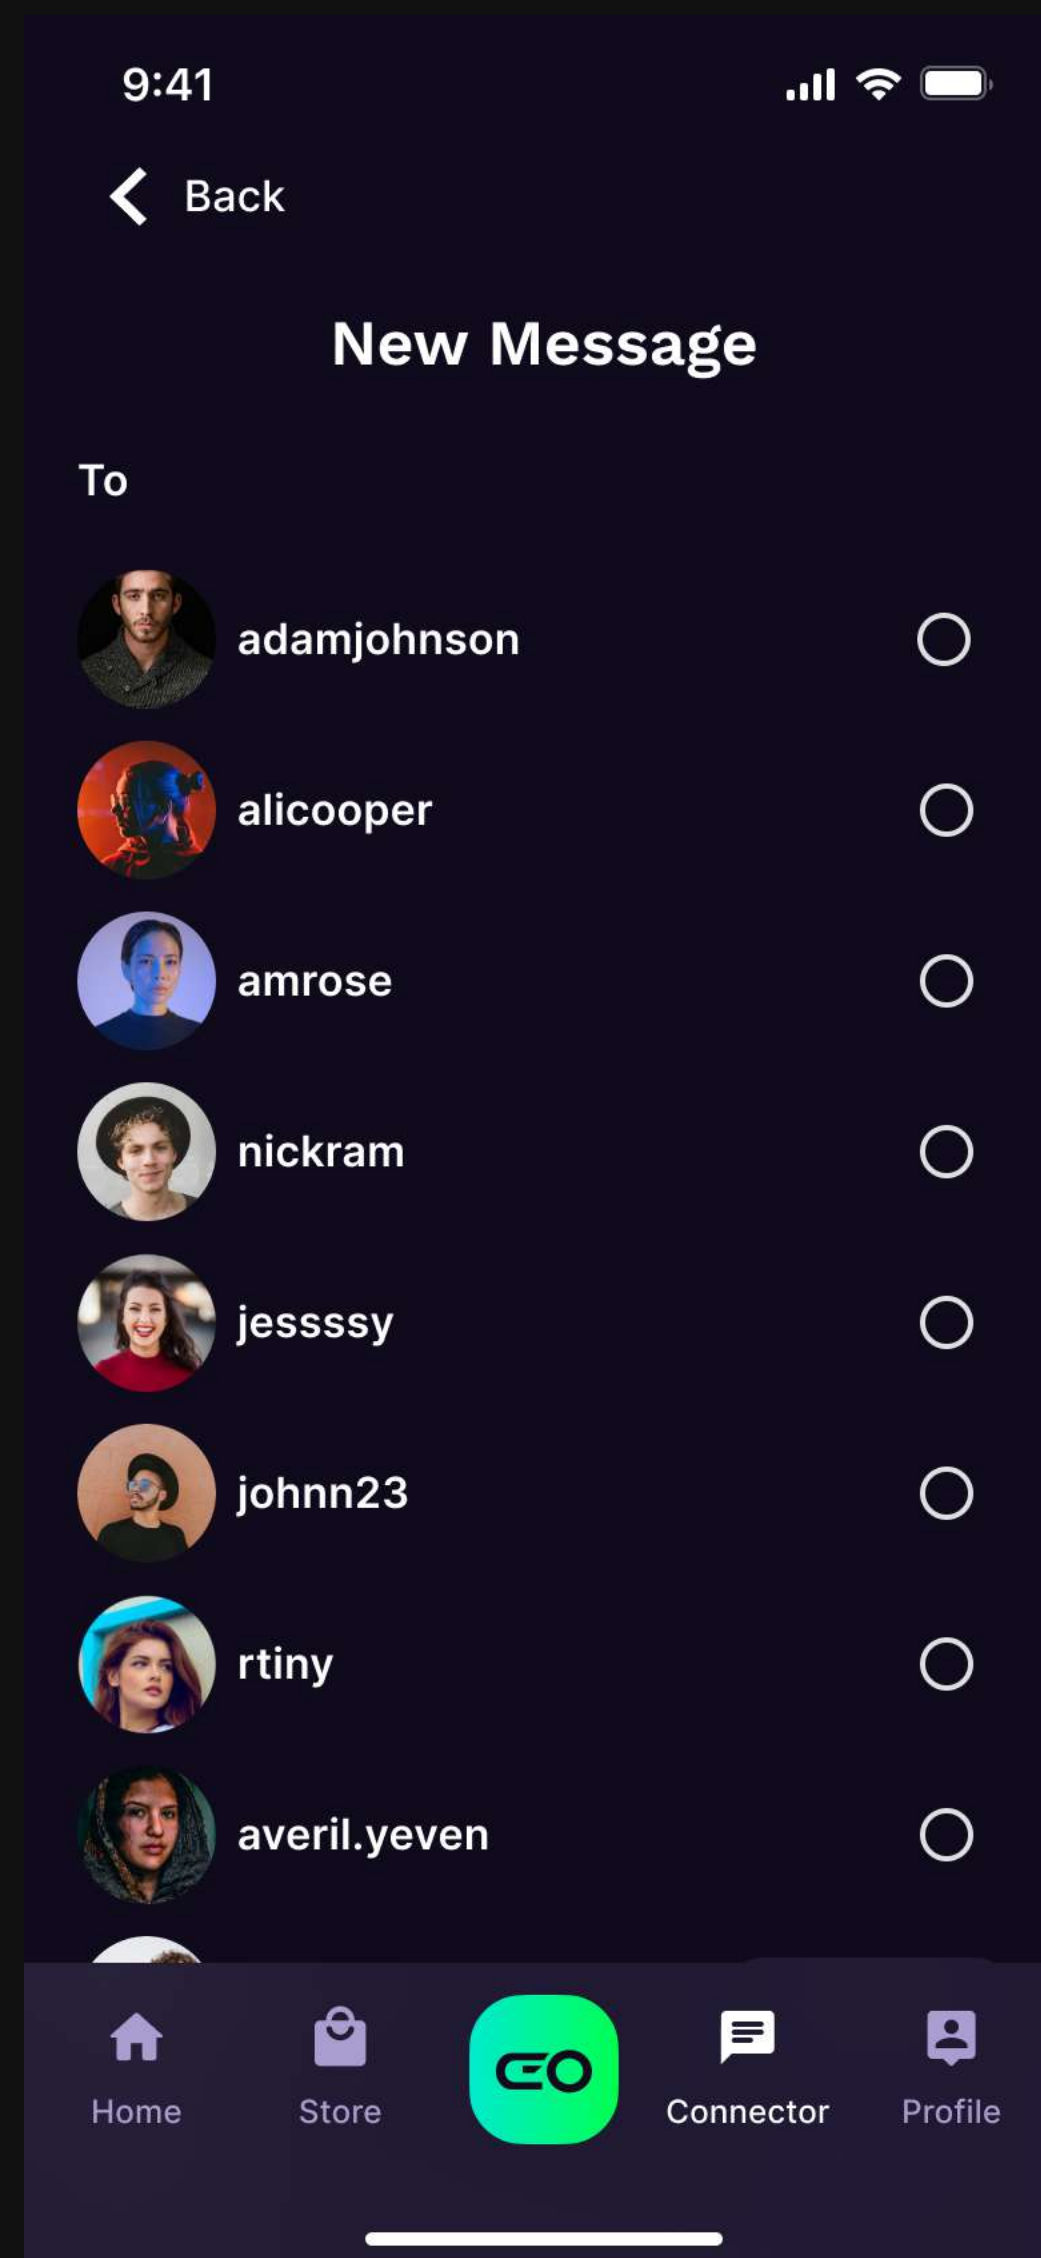 9:41
Back
New Message
To
adamjohnson
alicooper
amrose
nickram
jessssy
johnn23
rtiny
averil.yeven
Home
Store
Connector
Profile